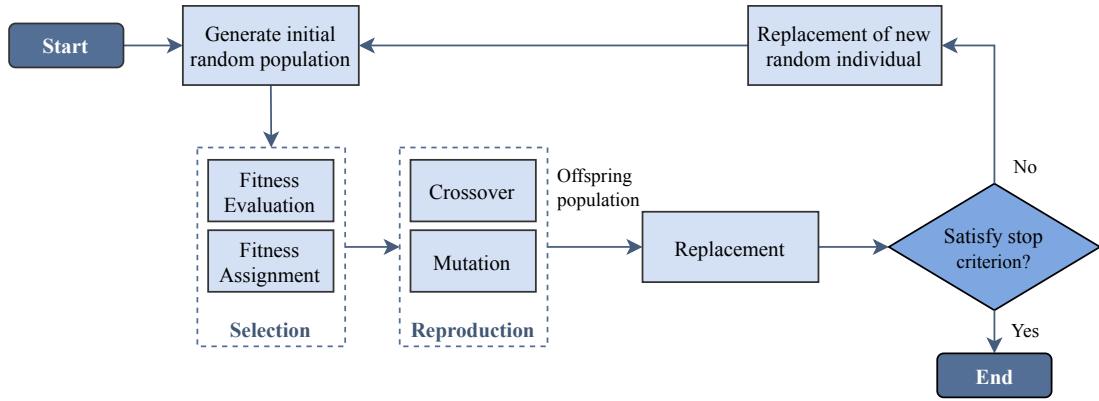 Start
Generate initial
random population
Replacement of new
random individual
Fitness
Evaluation
Fitness
Assignment
Selection
Crossover
Mutation
Reproduction
Offspring
population
Replacement
Satisfy stop
criterion?
No
Yes
End